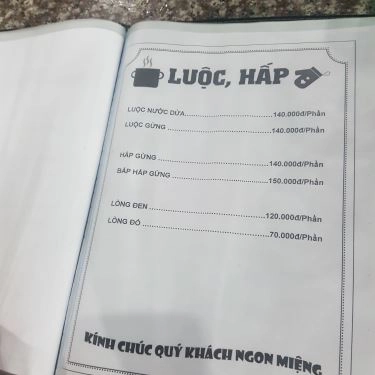 LUỘC, HẤP
LUỘC NƯỚC DỪA....................140.000đ/Phần
LUỘC GỪNG....................140.000đ/Phần
HẤP GỪNG....................140.000đ/Phần
BẮP HẤP GỪNG....................150.000đ/Phần
LÒNG ĐEN....................120.000đ/Phần
LÒNG ĐỎ....................70.000đ/Phần
KÍNH CHÚC QUÝ KHÁCH NGON MIỆNG